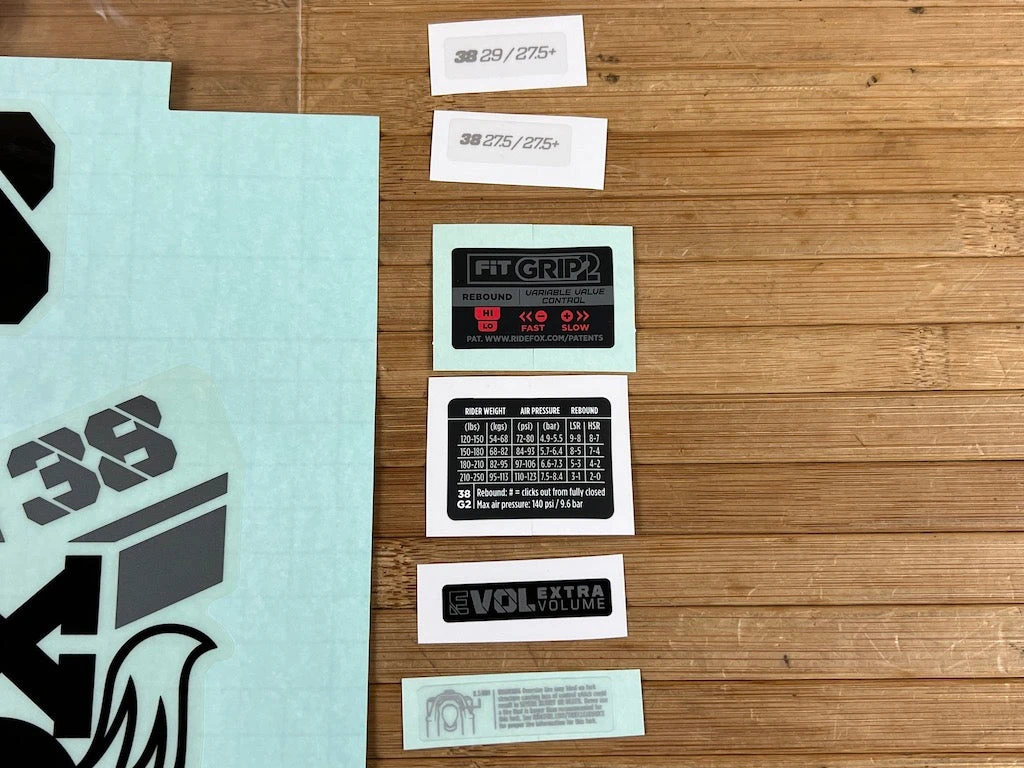 38 29 / 27.5+
38 27.5 / 27.5+
FiT GRIP2
REBOUND VARIABLE VALVE
CONTROL
HI
LO
FAST SLOW
PAT. WWW.RIDEFOX.COM/PATENTS
RIDER WEIGHT AIR PRESSURE REBOUND
(lbs) (kgs) (psi) (bar) LSR HSR
120-150 54-68 72-80 4.9-5.5 9-8 8-7
150-180 68-82 84-93 5.7-6.4 8-5 7-4
180-210 82-95 97-106 6.6-7.3 5-3 4-2
210-250 95-113 110-123 7.5-8.4 3-1 2-0
38 Rebound: # = clicks out from fully closed
G2 Max air pressure: 140 psi / 9.6 bar
EVOL EXTRA
VOLUME
38